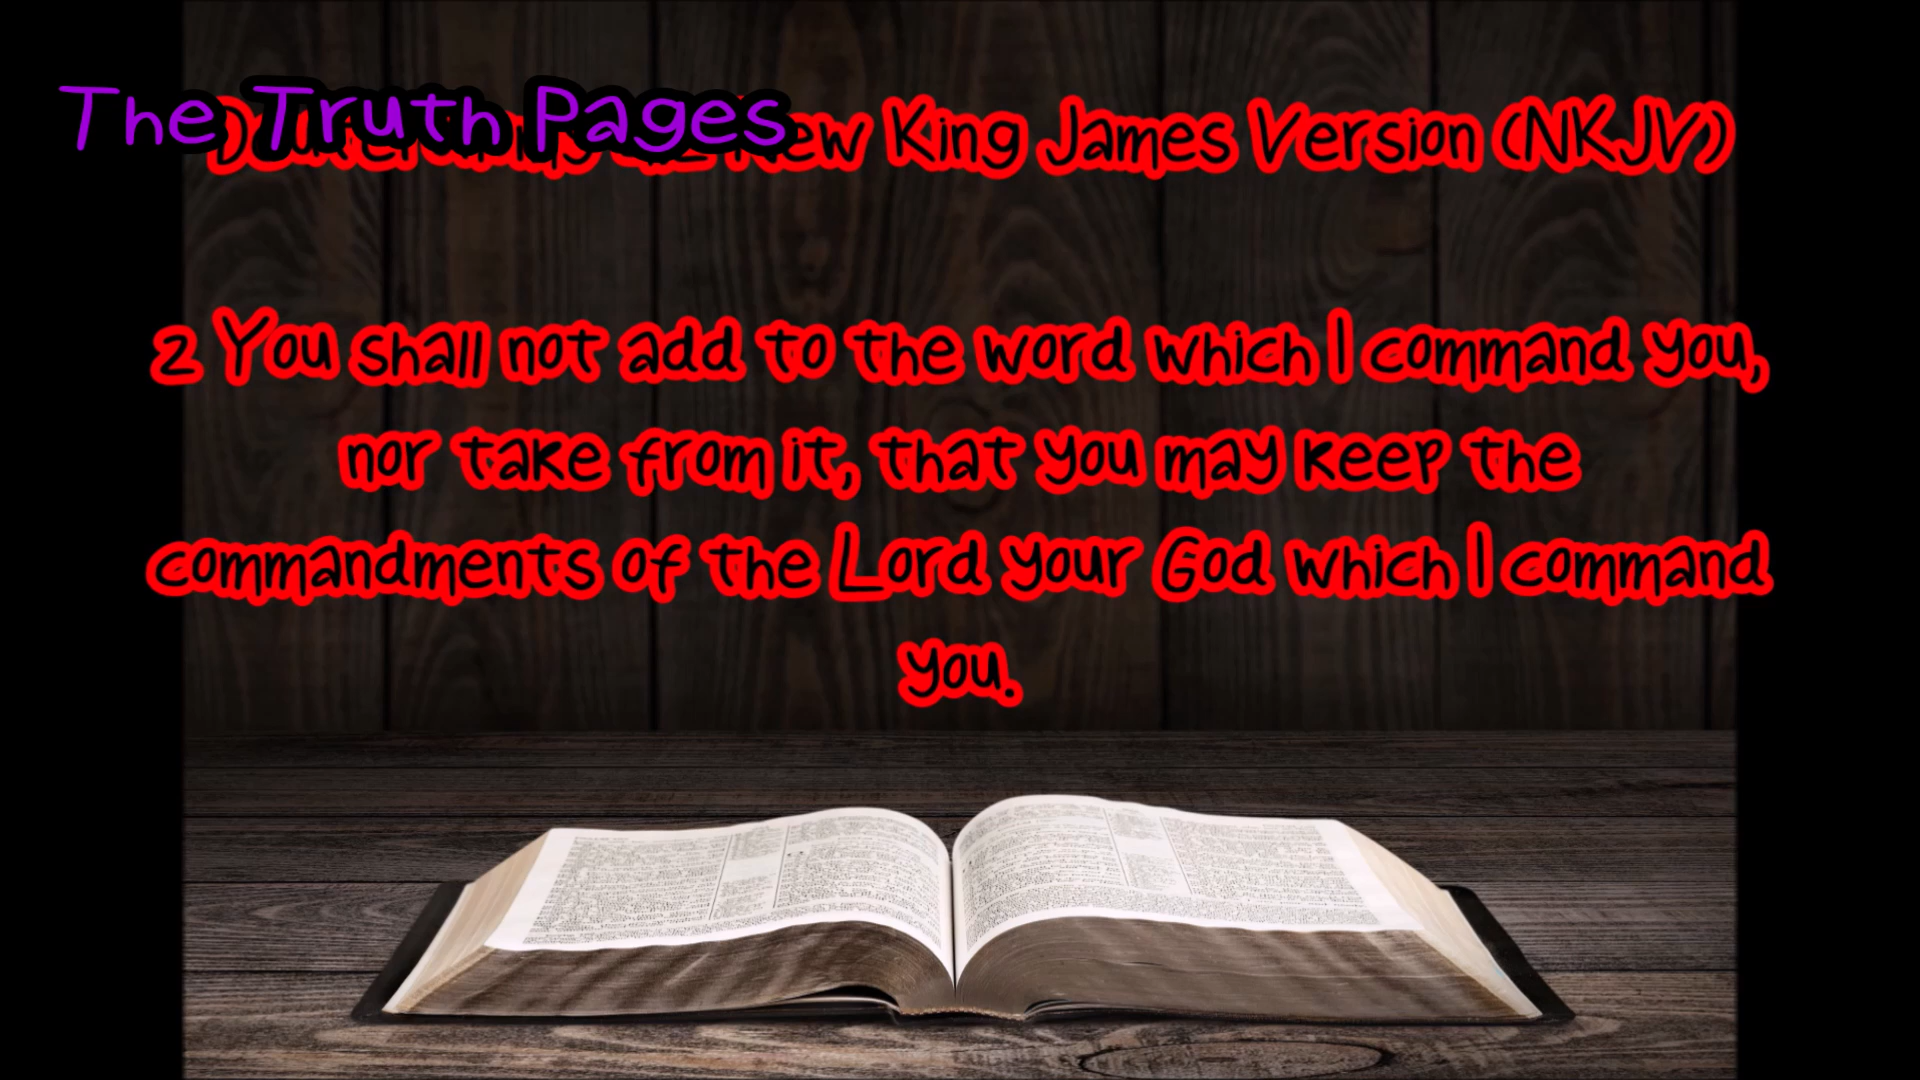 The Truth Pages
New King James Version (NKJV)
2 You shall not add to the word which I command you,
nor take from it, that you may keep the
commandments of the Lord your God which I command
you.